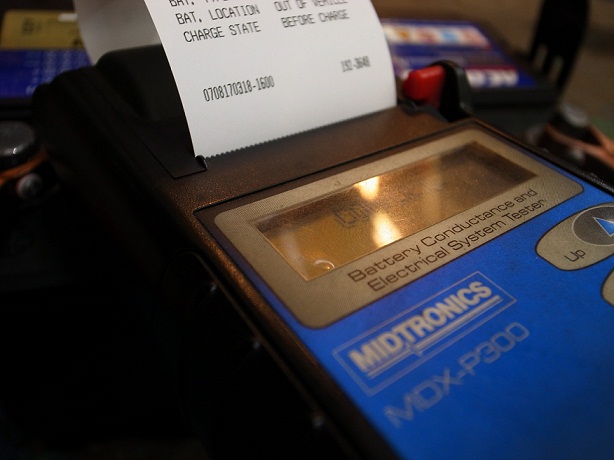 BAT. LOCATION OUT OF VEHICLE
CHARGE STATE BEFORE CHARGE
192-3648
0708170318-1600
Battery Conductance and
Electrical System Tester
Up
MIDTRONICS
MDX-P300